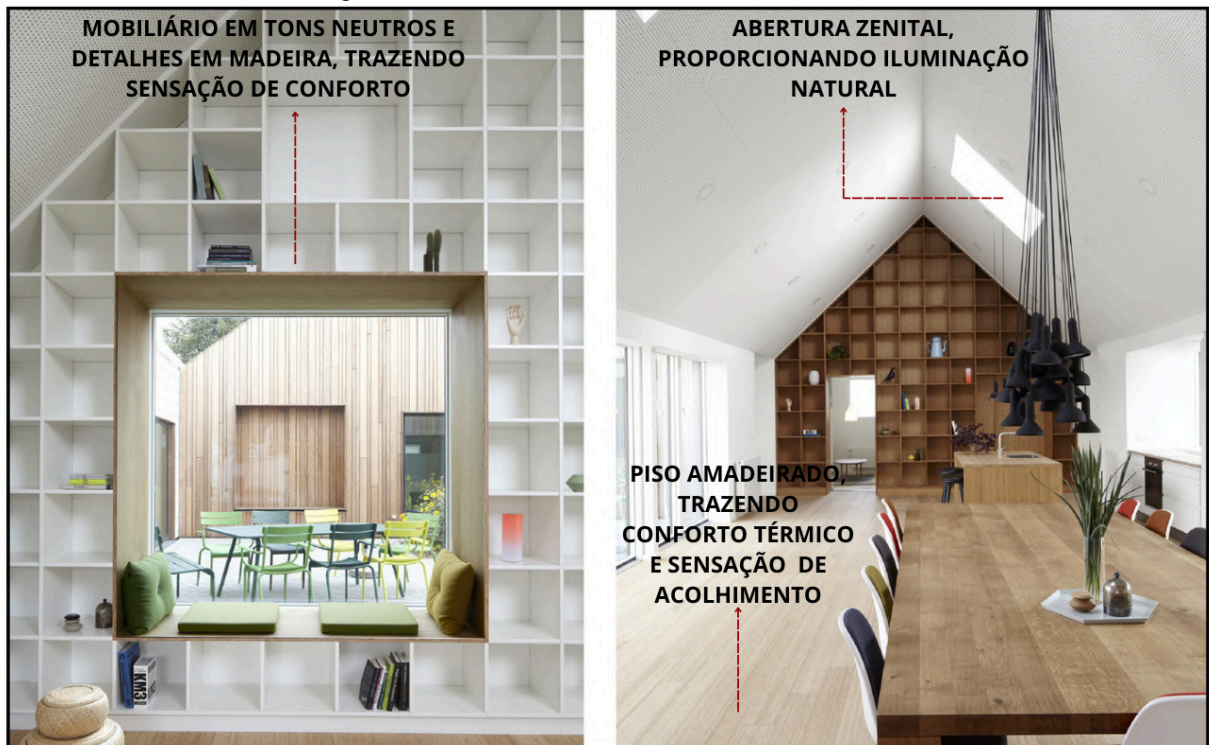 MOBILIÁRIO EM TONS NEUTROS E
DETALHES EM MADEIRA, TRAZENDO
SENSAÇÃO DE CONFORTO
ABERTURA ZENITAL,
PROPORCIONANDO ILUMINAÇÃO
NATURAL
PISO AMADEIRADO,
TRAZENDO
CONFORTO TÉRMICO
E SENSAÇÃO DE
ACOLHIMENTO
KM3